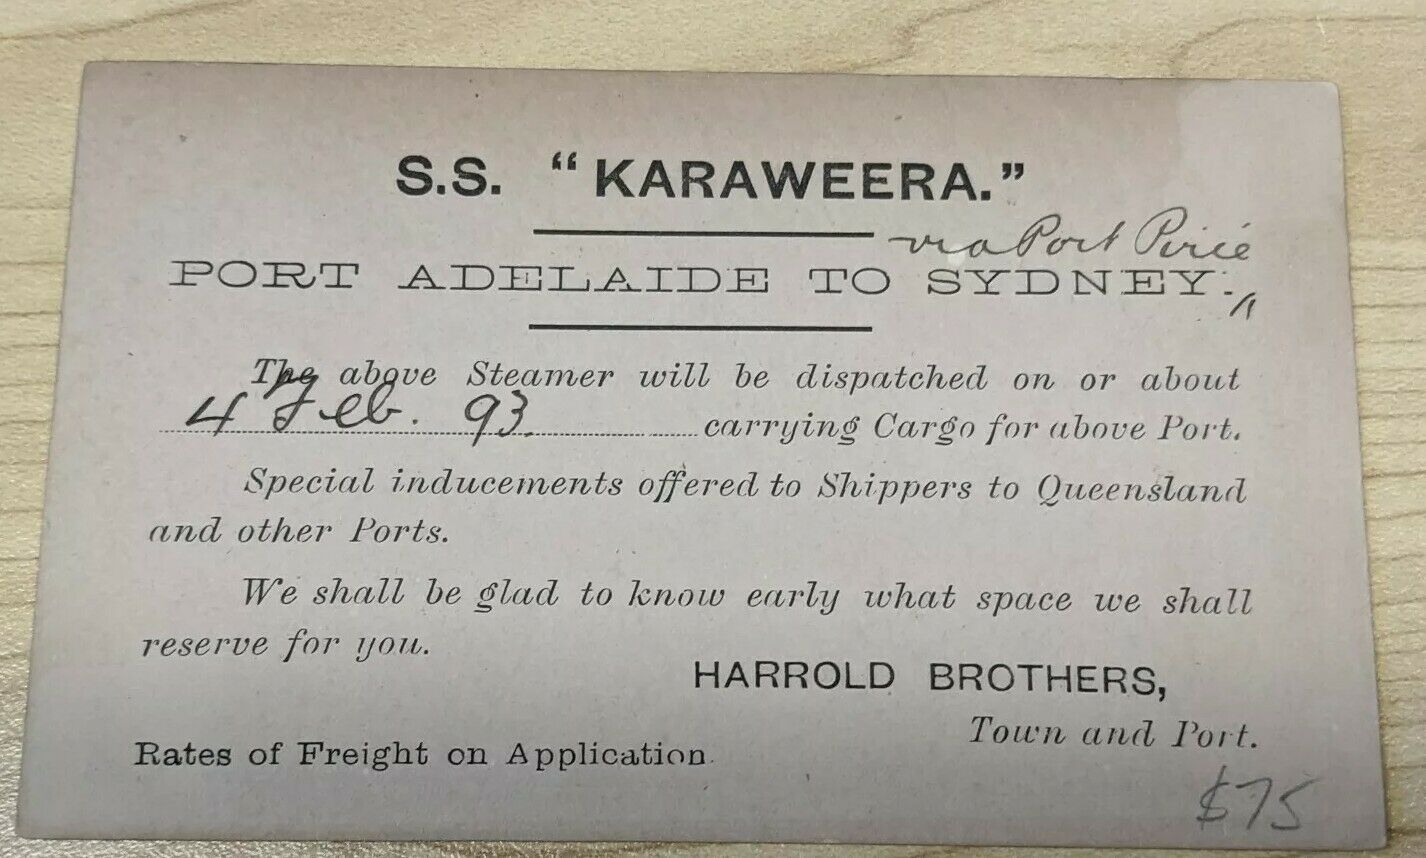 S.S. "KARAWEERA."
via Port Pirie
PORT ADELAIDE TO SYDNEY.
The above Steamer will be dispatched on or about
4 Feb. 93. carrying Cargo for above Port.
Special inducements offered to Shippers to Queensland
and other Ports.
We shall be glad to know early what space we shall
reserve for you.
HARROLD BROTHERS,
Town and Port.
Rates of Freight on Application.
$75